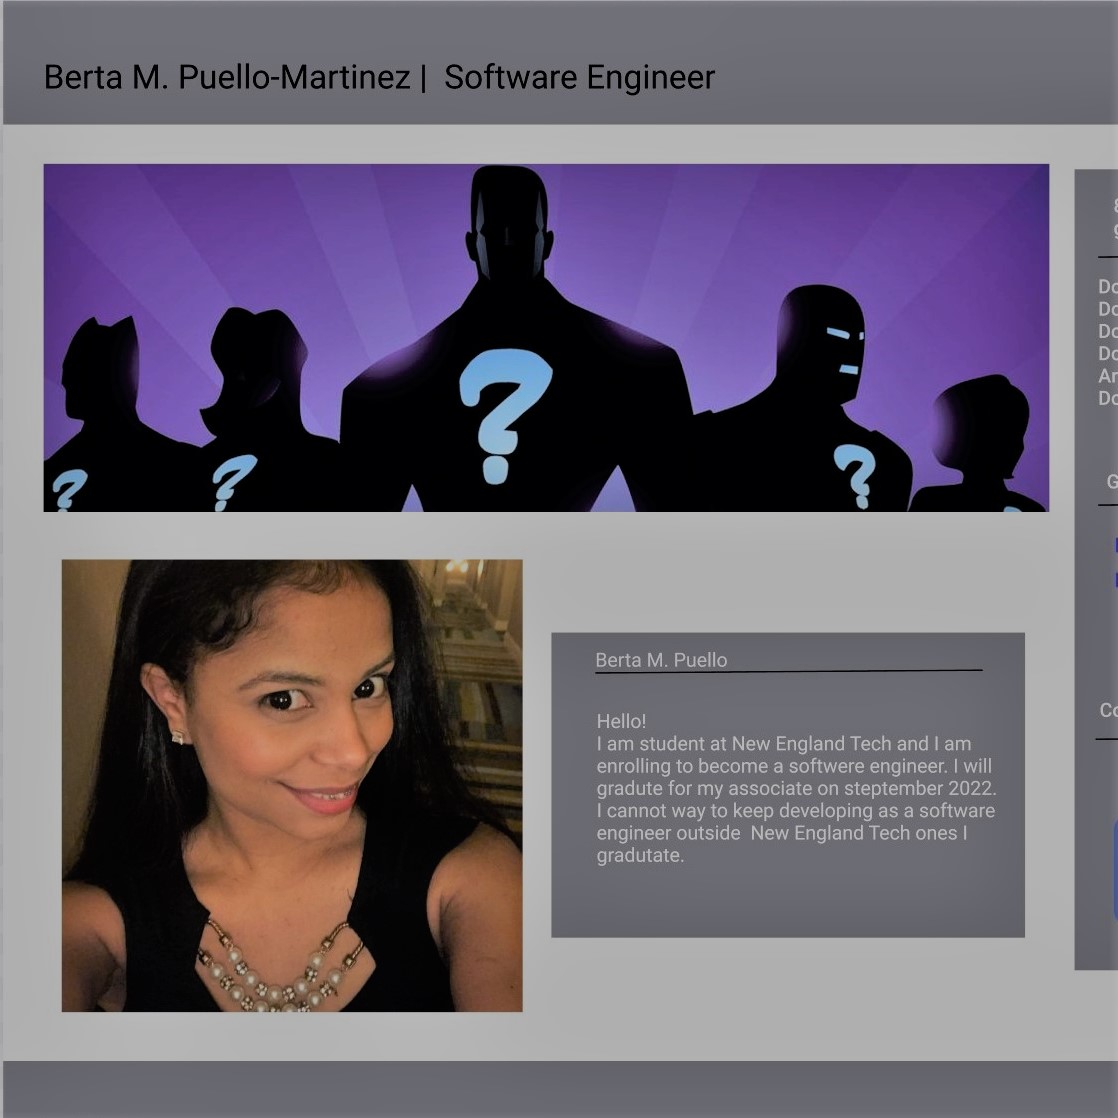 Berta M. Puello-Martinez | Software Engineer
?
?
?
?
Berta M. Puello
Hello!
I am student at New England Tech and I am
enrolling to become a softwere engineer. I will
gradute for my associate on steptember 2022.
I cannot way to keep developing as a software
engineer outside New England Tech ones I
gradutate.
Do
Do
Do
Do
Ar
Do
G
Co